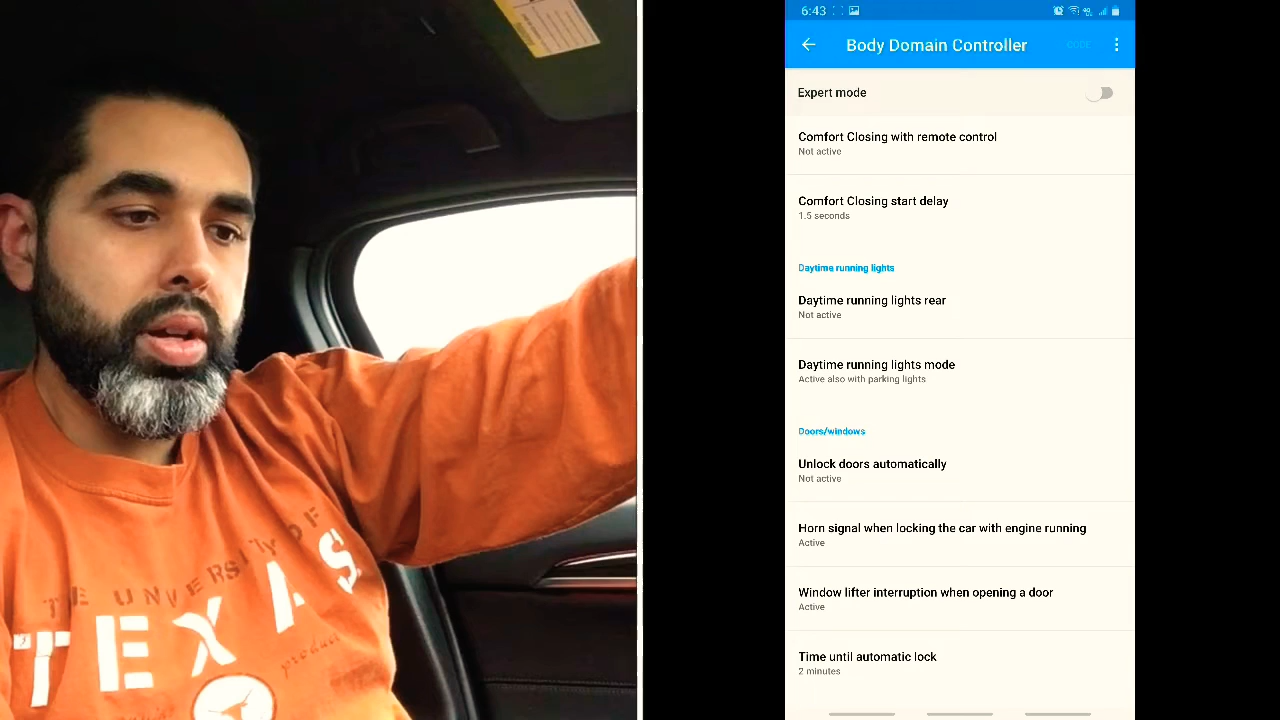 THE UNIVERSITY OF
TEXAS
6:43
Body Domain Controller
CODE
Expert mode
Comfort Closing with remote control
Not active
Comfort Closing start delay
1.5 seconds
Daytime running lights
Daytime running lights rear
Not active
Daytime running lights mode
Active also with parking lights
Doors/windows
Unlock doors automatically
Not active
Horn signal when locking the car with engine running
Active
Window lifter interruption when opening a door
Active
Time until automatic lock
2 minutes